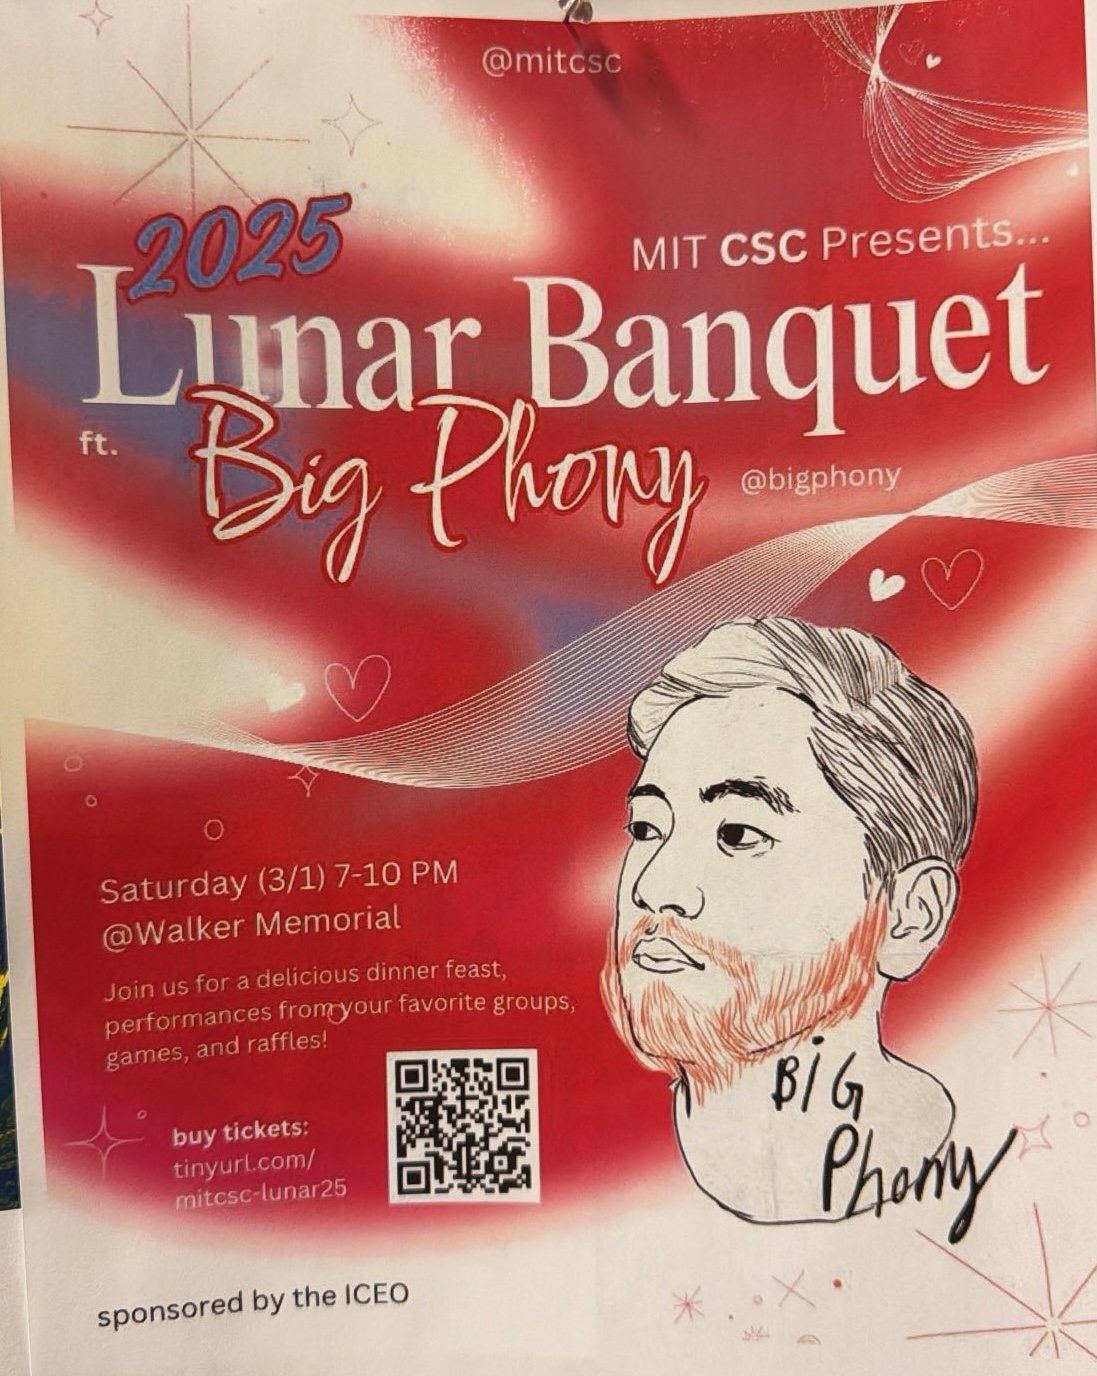 @mitcsc
2025
MIT CSC Presents...
Lunar Banquet
ft. Big Phony @bigphony
Saturday (3/1) 7-10 PM
@Walker Memorial
Join us for a delicious dinner feast,
performances from your favorite groups,
games, and raffles!
buy tickets:
tinyurl.com/
mitcsc-lunar25
BiG
Phony
sponsored by the ICEO